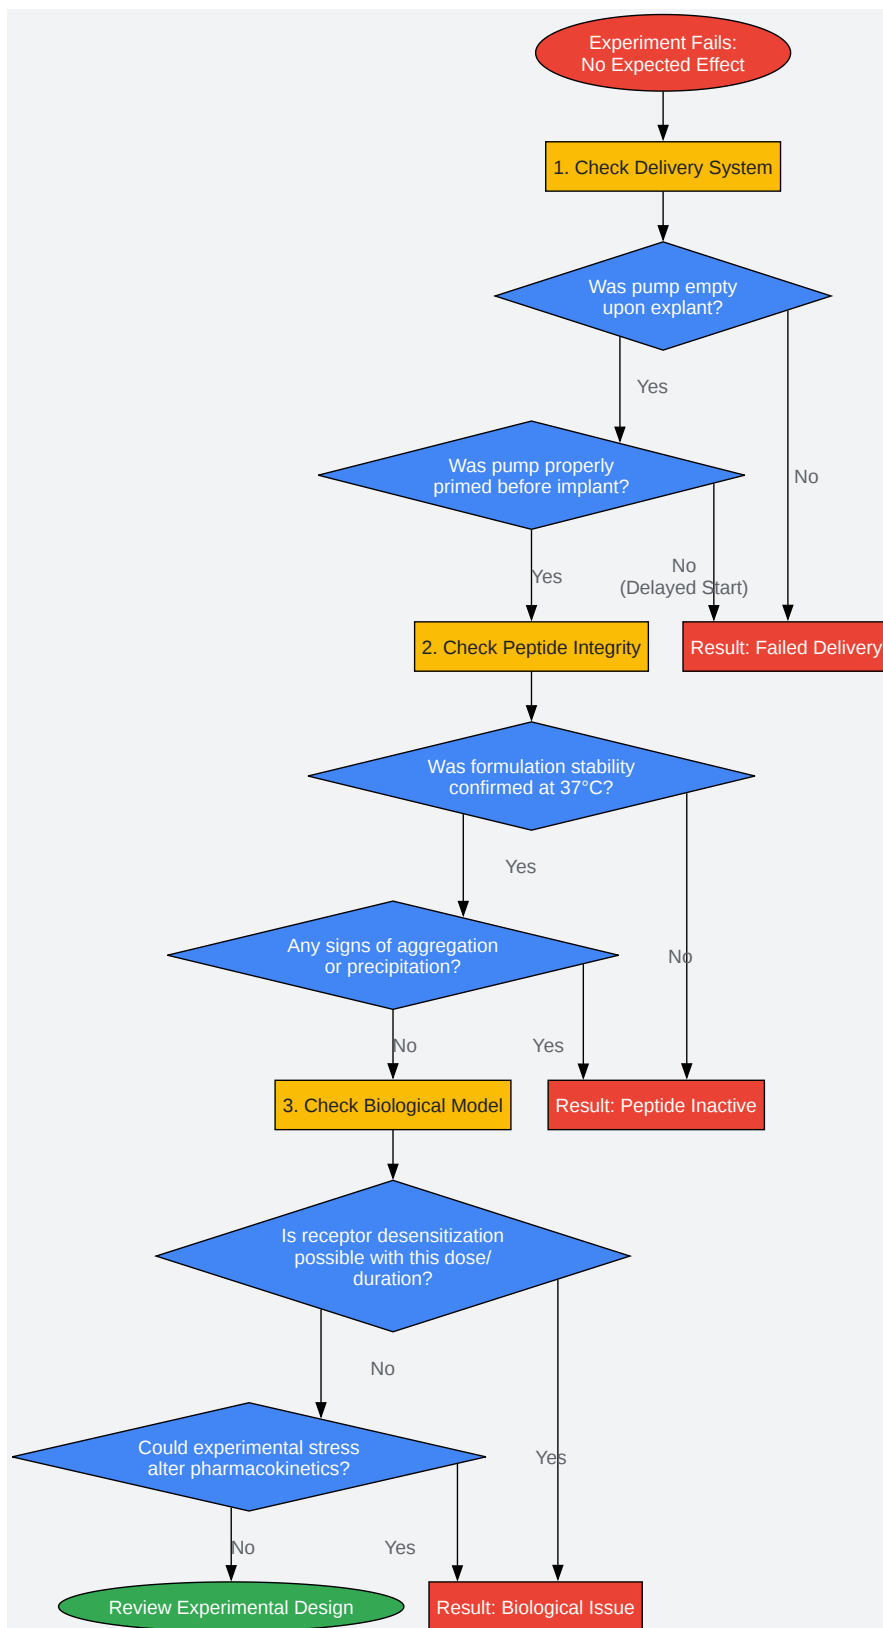 Experiment Fails:
No Expected Effect
1. Check Delivery System
Was pump empty
upon explant?
Yes
No
Was pump properly
primed before implant?
Yes
No
(Delayed Start)
2. Check Peptide Integrity
Result: Failed Delivery
Was formulation stability
confirmed at 37°C?
Yes
No
Any signs of aggregation
or precipitation?
No
Yes
3. Check Biological Model
Result: Peptide Inactive
Is receptor desensitization
possible with this dose/
duration?
No
Yes
Could experimental stress
alter pharmacokinetics?
No
Yes
Review Experimental Design
Result: Biological Issue